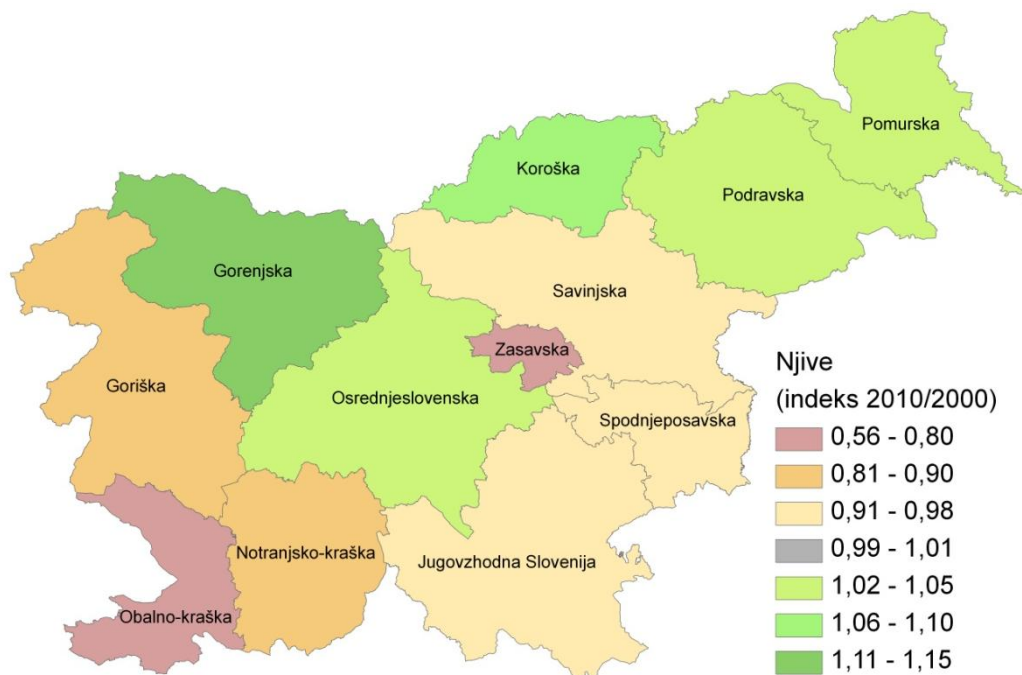 Pomurska
Koroška
Podravska
Gorenjska
Savinjska
Zasavska
Goriška
Osrednjeslovenska
Spodnjeposavska
Notranjsko-kraška
Jugovzhodna Slovenija
Obalno-kraška
Njive
(indeks 2010/2000)
0,56 - 0,80
0,81 - 0,90
0,91 - 0,98
0,99 - 1,01
1,02 - 1,05
1,06 - 1,10
1,11 - 1,15